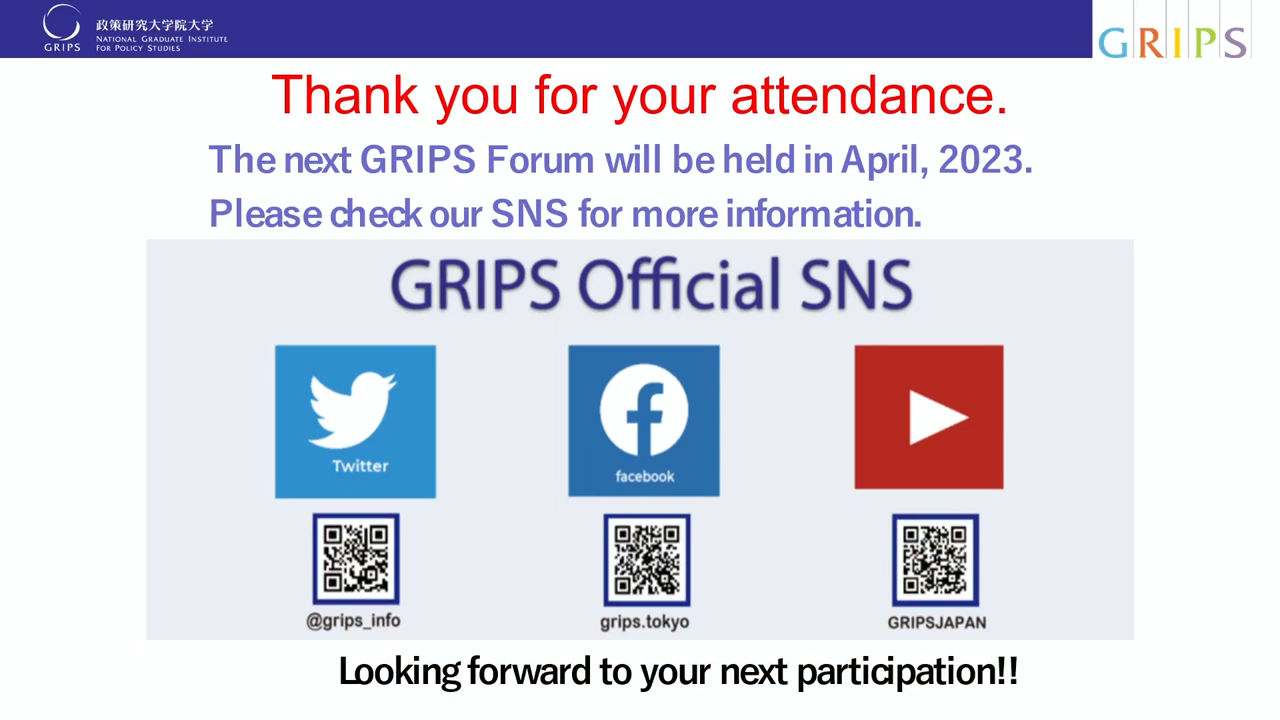 GRIPS
政策研究大学院大学
NATIONAL GRADUATE INSTITUTE
FOR POLICY STUDIES
GRIPS
Thank you for your attendance.
The next GRIPS Forum will be held in April, 2023.
Please check our SNS for more information.
GRIPS Official SNS
Twitter
facebook
@grips_info
grips.tokyo
GRIPSJAPAN
Looking forward to your next participation!!